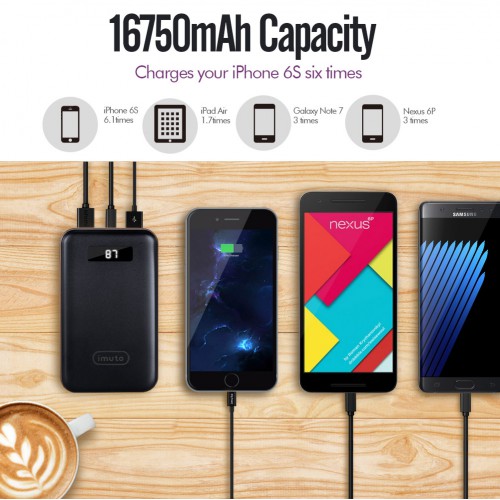 16750mAh Capacity
Charges your iPhone 6S six times
iPhone 6S
6.1times
iPad Air
1.7times
Galaxy Note 7
3 times
Nexus 6P
3 times
87
imuto
nexus 6P
SAMSUNG